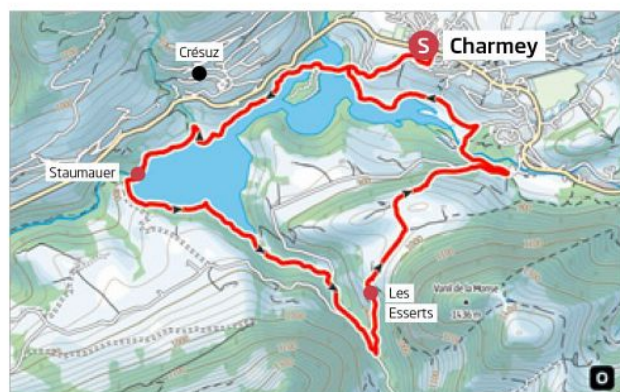 Crésuz
S
Charmey
Staumauer
Les
Esserts
Vanil de la Monse
1436 m
O